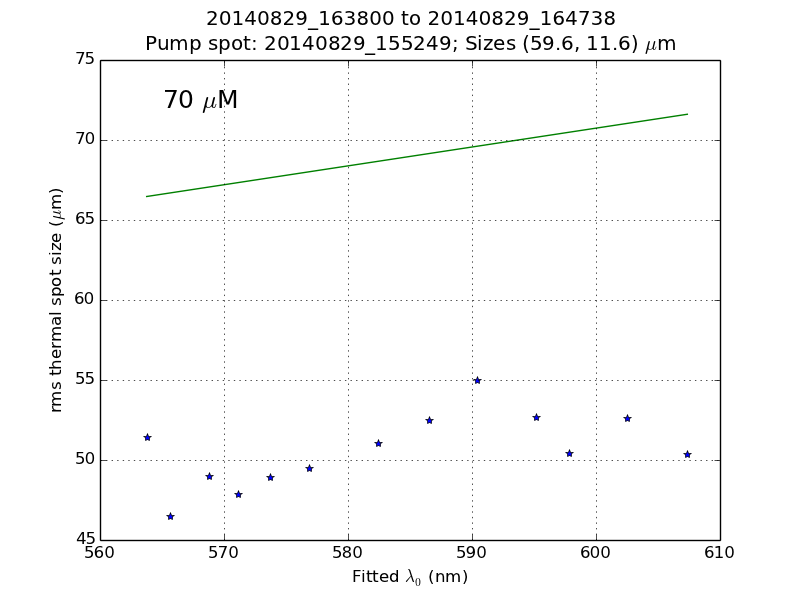 20140829_163800 to 20140829_164738
Pump spot: 20140829_155249; Sizes (59.6, 11.6) μm
75
70 μM
70
65
60
55
50
45
rms thermal spot size (μm)
560 570 580 590 600 610
Fitted λ₀ (nm)